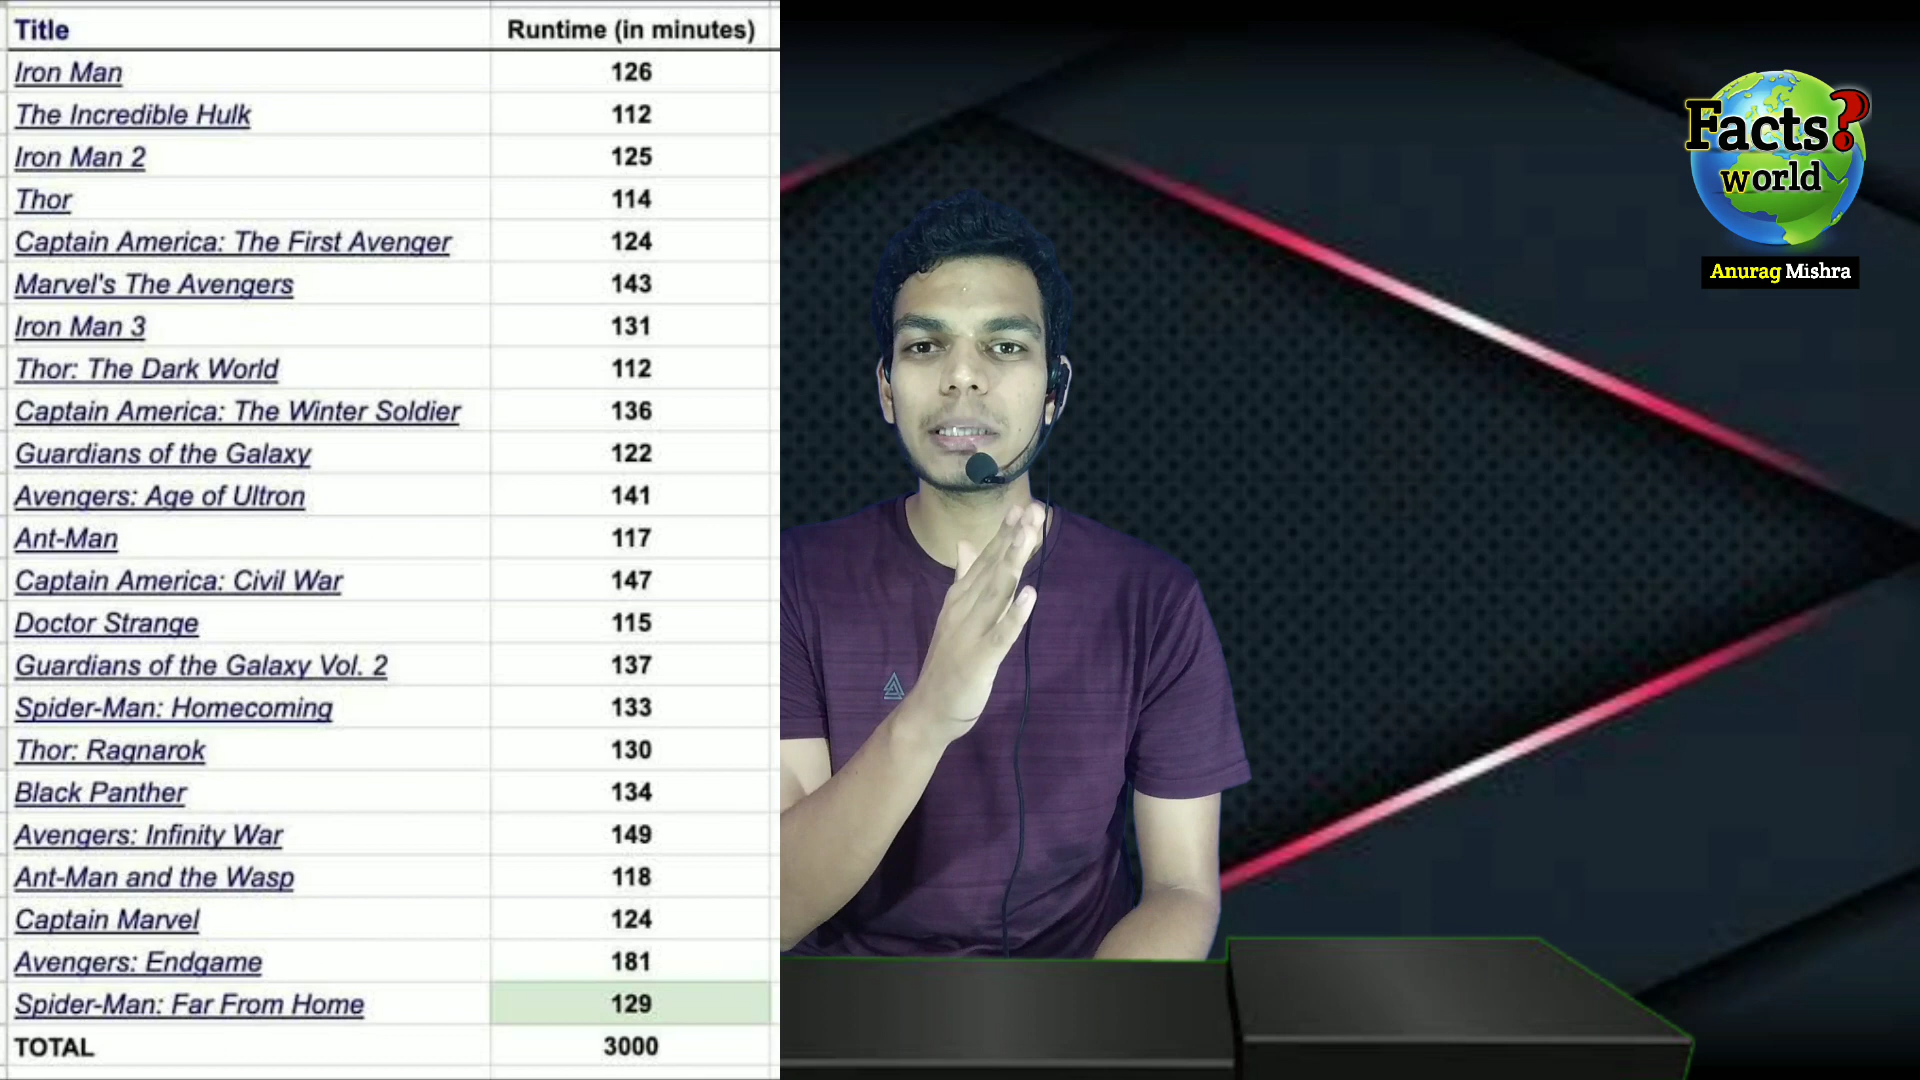 Title Runtime (in minutes)
Iron Man 126
The Incredible Hulk 112
Iron Man 2 125
Thor 114
Captain America: The First Avenger 124
Marvel's The Avengers 143
Iron Man 3 131
Thor: The Dark World 112
Captain America: The Winter Soldier 136
Guardians of the Galaxy 122
Avengers: Age of Ultron 141
Ant-Man 117
Captain America: Civil War 147
Doctor Strange 115
Guardians of the Galaxy Vol. 2 137
Spider-Man: Homecoming 133
Thor: Ragnarok 130
Black Panther 134
Avengers: Infinity War 149
Ant-Man and the Wasp 118
Captain Marvel 124
Avengers: Endgame 181
Spider-Man: Far From Home 129
TOTAL 3000
Facts?
world
Anurag Mishra